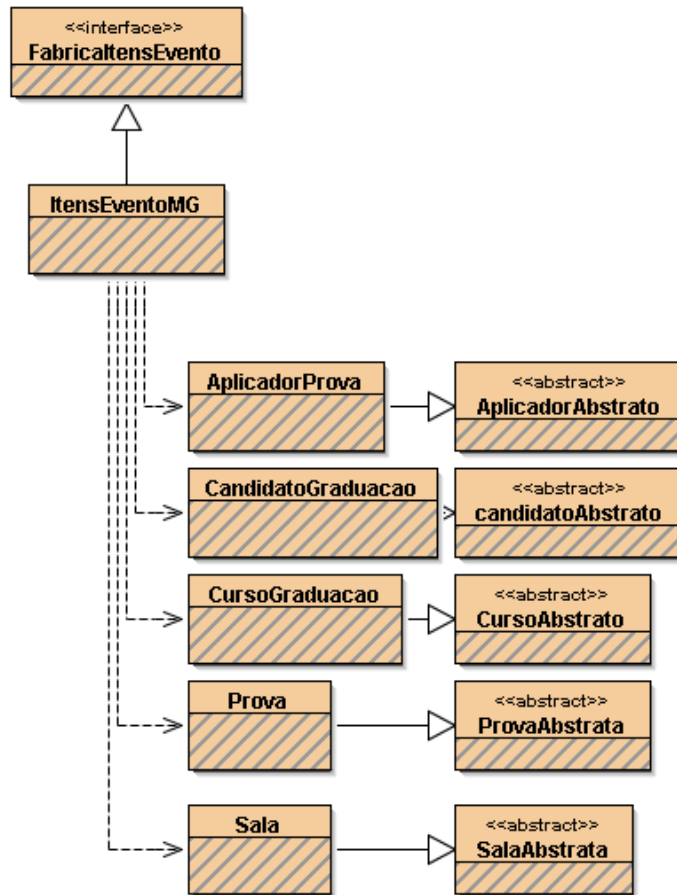 <<interface>>
FabricaItensEvento
ItensEventoMG
AplicadorProva
<<abstract>>
AplicadorAbstrato
CandidatoGraduacao
<<abstract>>
candidatoAbstrato
CursoGraduacao
<<abstract>>
CursoAbstrato
Prova
<<abstract>>
ProvaAbstrata
Sala
<<abstract>>
SalaAbstrata